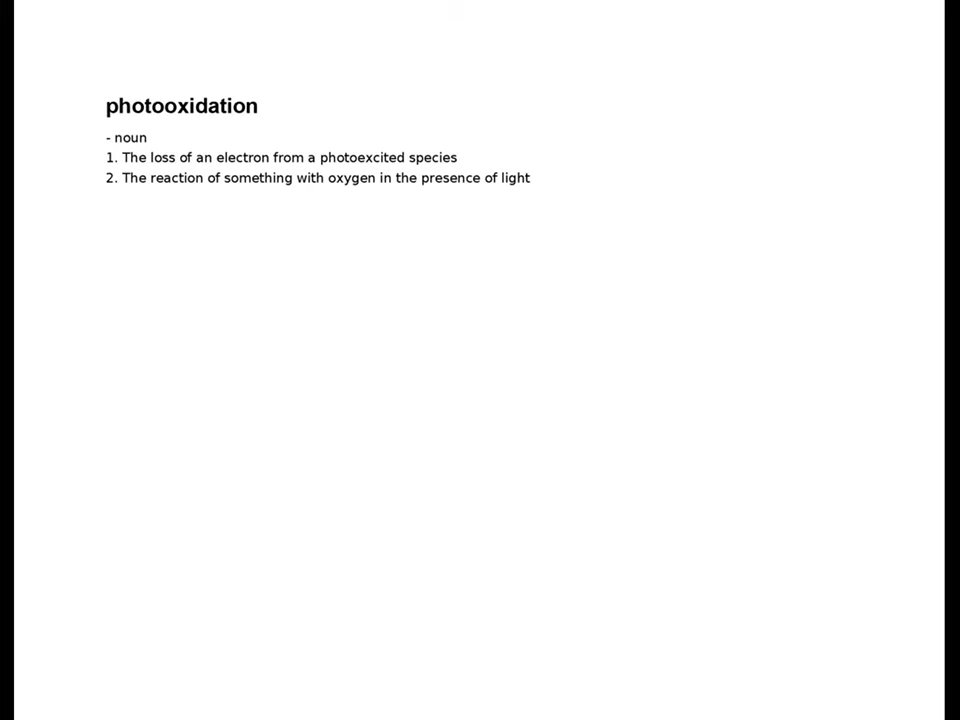 photooxidation
- noun
1. The loss of an electron from a photoexcited species
2. The reaction of something with oxygen in the presence of light